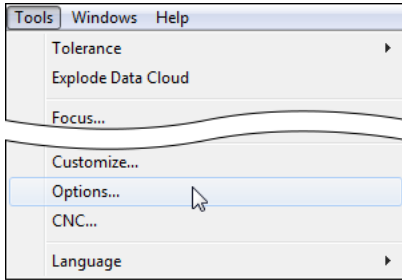 Tools Windows Help
Tolerance
Explode Data Cloud
Focus...
Customize...
Options...
CNC...
Language